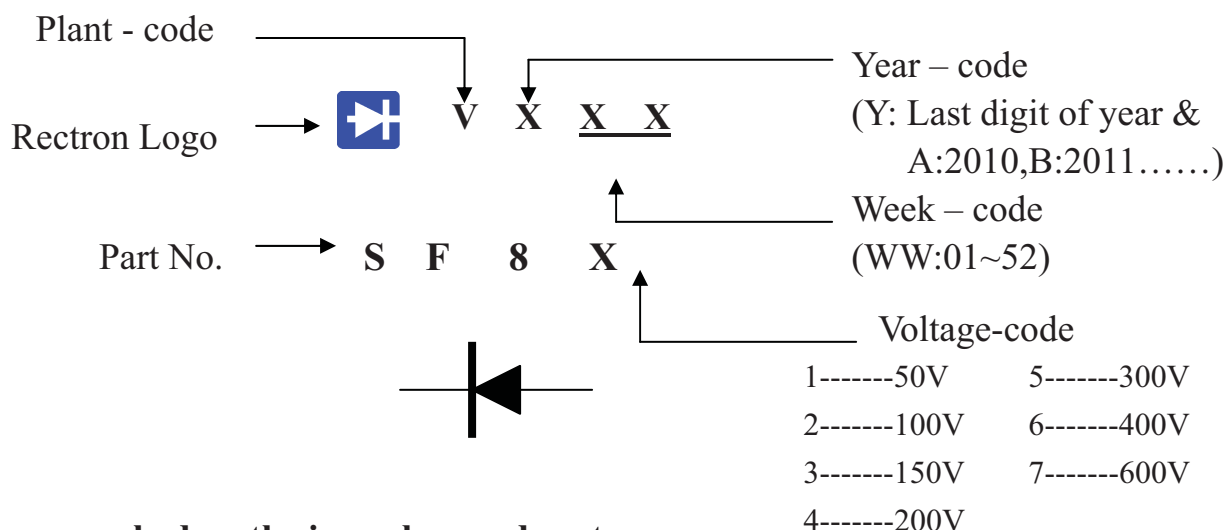 Plant - code
V X X X
Year – code
(Y: Last digit of year &
A:2010,B:2011……)
Rectron Logo
Week – code
(WW:01~52)
Part No.
S F 8 X
Voltage-code
1-------50V 5-------300V
2-------100V 6-------400V
3-------150V 7-------600V
4-------200V